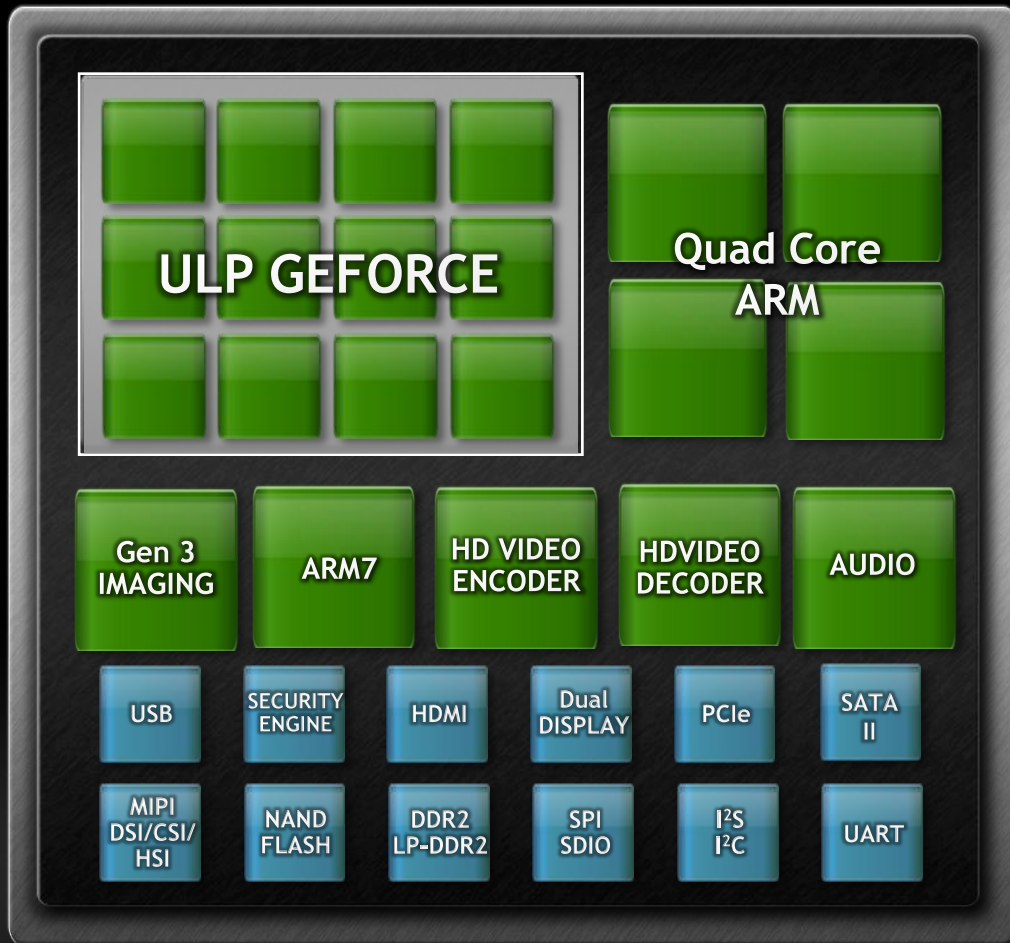 ULP GEFORCE
Quad Core
ARM
Gen 3
IMAGING
ARM7
HD VIDEO
ENCODER
HDVIDEO
DECODER
AUDIO
USB
SECURITY
ENGINE
HDMI
Dual
DISPLAY
PCIe
SATA
II
MIPI
DSI/CSI/
HSI
NAND
FLASH
DDR2
LP-DDR2
SPI
SDIO
I²S
I²C
UART